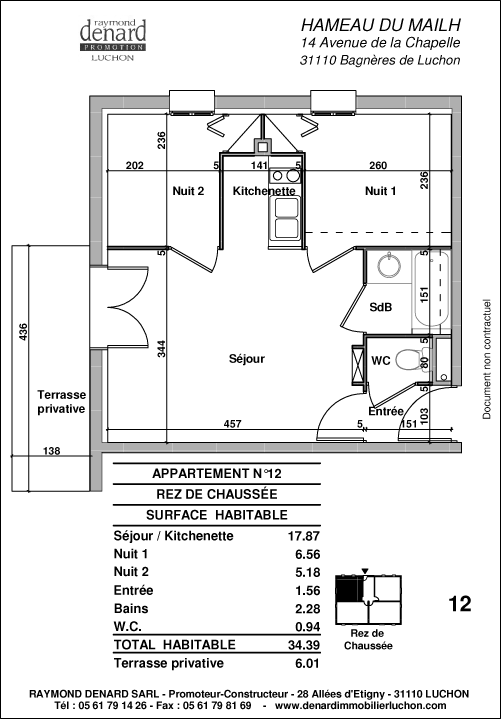 raymond
denard
PROMOTION
LUCHON
HAMEAU DU MAILH
14 Avenue de la Chapelle
31110 Bagnères de Luchon
236
202
5
141
5
260
236
Nuit 2
Kitchenette
Nuit 1
5
5
436
344
SdB
151
Séjour
WC
5
80
5
Terrasse
privative
Entrée
103
457
5
151
5
138
Document non contractuel
APPARTEMENT N°12
REZ DE CHAUSSÉE
SURFACE HABITABLE
Séjour / Kitchenette 17.87
Nuit 1 6.56
Nuit 2 5.18
Entrée 1.56
Bains 2.28
W.C. 0.94
TOTAL HABITABLE 34.39
Terrasse privative 6.01
Rez de
Chaussée
12
RAYMOND DENARD SARL - Promoteur-Constructeur - 28 Allées d'Etigny - 31110 LUCHON
Tél : 05 61 79 14 26 - Fax : 05 61 79 81 69 - www.denardimmobilierluchon.com